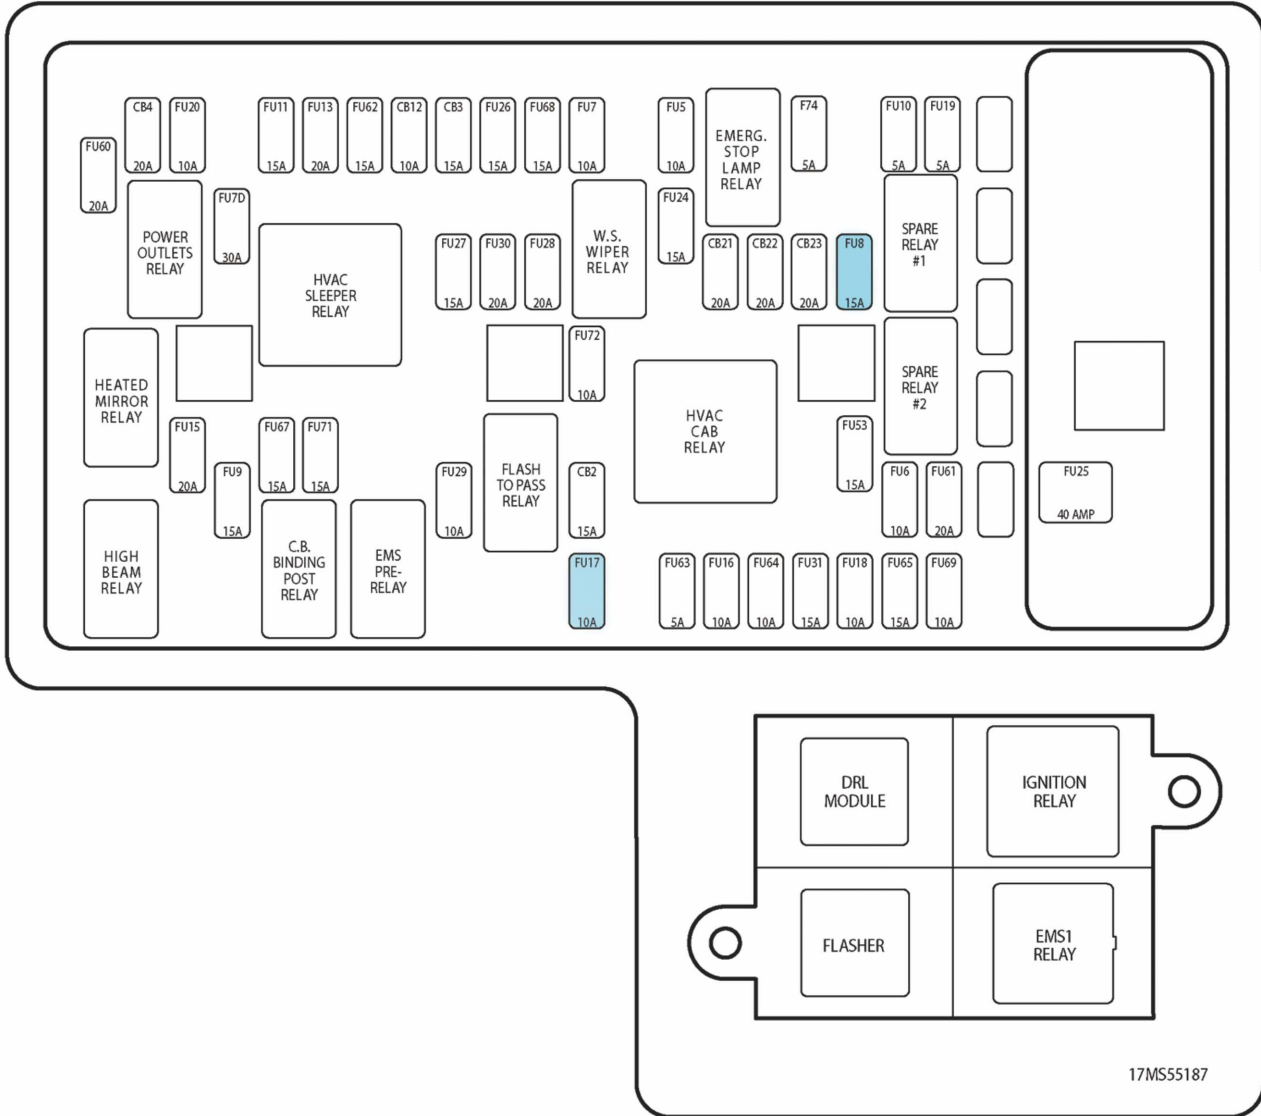 CB4
20A
FU20
10A
FU11
15A
FU13
20A
FU62
15A
CB12
10A
CB3
15A
FU26
15A
FU68
15A
FU7
10A
FU5
10A
EMERG.
STOP
LAMP
RELAY
F74
5A
FU10
5A
FU19
5A
FU60
20A
POWER
OUTLETS
RELAY
FU7D
30A
HVAC
SLEEPER
RELAY
FU27
15A
FU30
20A
FU28
20A
W.S.
WIPER
RELAY
FU24
15A
CB21
20A
CB22
20A
CB23
20A
FU8
15A
SPARE
RELAY
#1
HEATED
MIRROR
RELAY
FU72
10A
HVAC
CAB
RELAY
SPARE
RELAY
#2
FU15
20A
FU9
15A
FU67
15A
FU71
15A
FU29
10A
FLASH
TO PASS
RELAY
CB2
15A
FU53
15A
FU6
10A
FU61
20A
FU25
40 AMP
HIGH
BEAM
RELAY
C.B.
BINDING
POST
RELAY
EMS
PRE-
RELAY
FU17
10A
FU63
5A
FU16
10A
FU64
10A
FU31
15A
FU18
10A
FU65
15A
FU69
10A
DRL
MODULE
IGNITION
RELAY
FLASHER
EMS1
RELAY
17MS55187